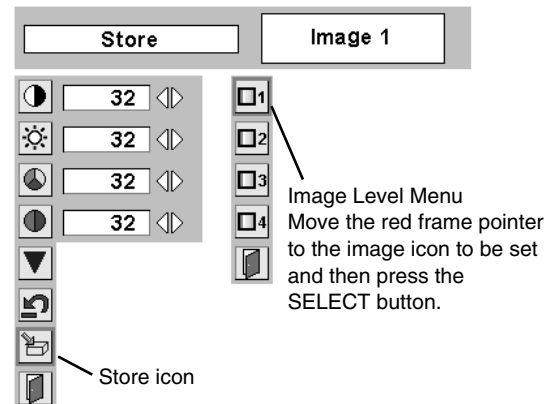 Store
Image 1
32
32
32
32
1
2
3
4
Image Level Menu
Move the red frame pointer
to the image icon to be set
and then press the
SELECT button.
Store icon